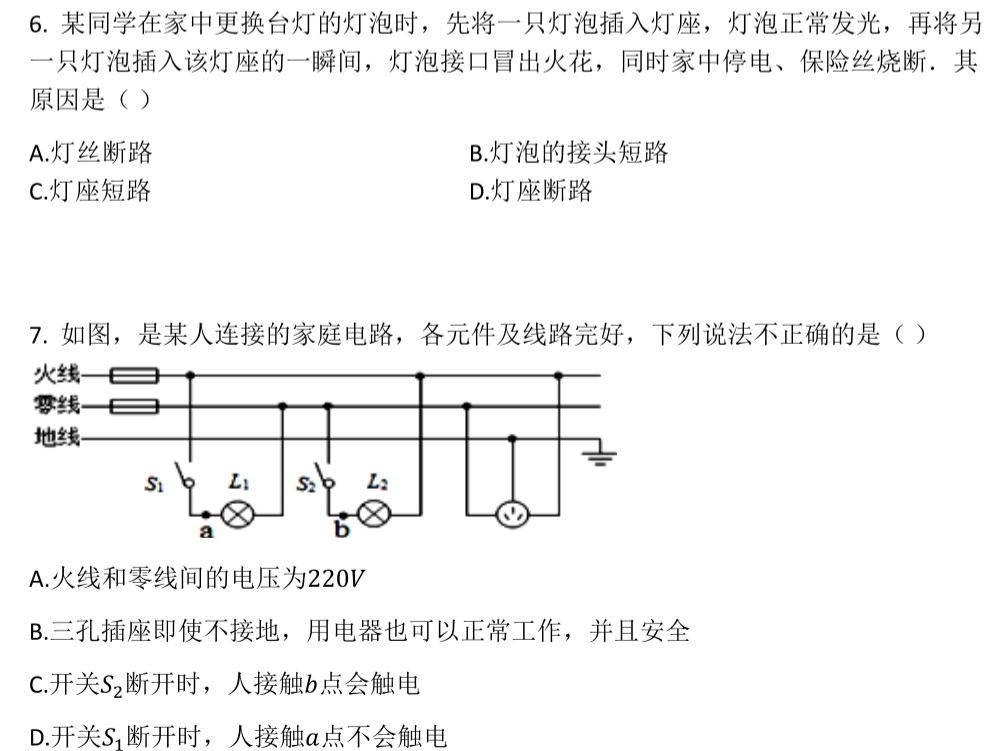 6. 某同学在家中更换台灯的灯泡时，先将一只灯泡插入灯座，灯泡正常发光，再将另
一只灯泡插入该灯座的一瞬间，灯泡接口冒出火花，同时家中停电、保险丝烧断．其
原因是（ ）
A.灯丝断路 B.灯泡的接头短路
C.灯座短路 D.灯座断路
7. 如图，是某人连接的家庭电路，各元件及线路完好，下列说法不正确的是（ ）
火线
零线
地线
S₁ L₁ S₂ L₂
a b
A.火线和零线间的电压为220V
B.三孔插座即使不接地，用电器也可以正常工作，并且安全
C.开关S₂断开时，人接触b点会触电
D.开关S₁断开时，人接触a点不会触电